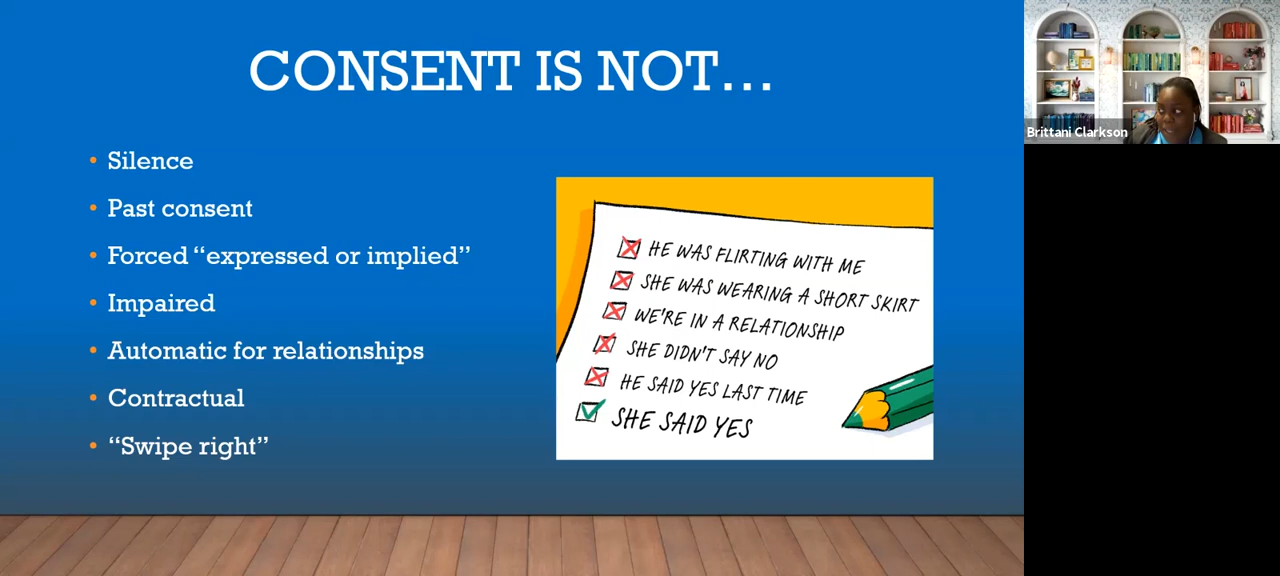 CONSENT IS NOT...
Silence
Past consent
Forced “expressed or implied”
Impaired
Automatic for relationships
Contractual
“Swipe right”
HE WAS FLIRTING WITH ME
SHE WAS WEARING A SHORT SKIRT
WE'RE IN A RELATIONSHIP
SHE DIDN'T SAY NO
HE SAID YES LAST TIME
SHE SAID YES
Brittani Clarkson